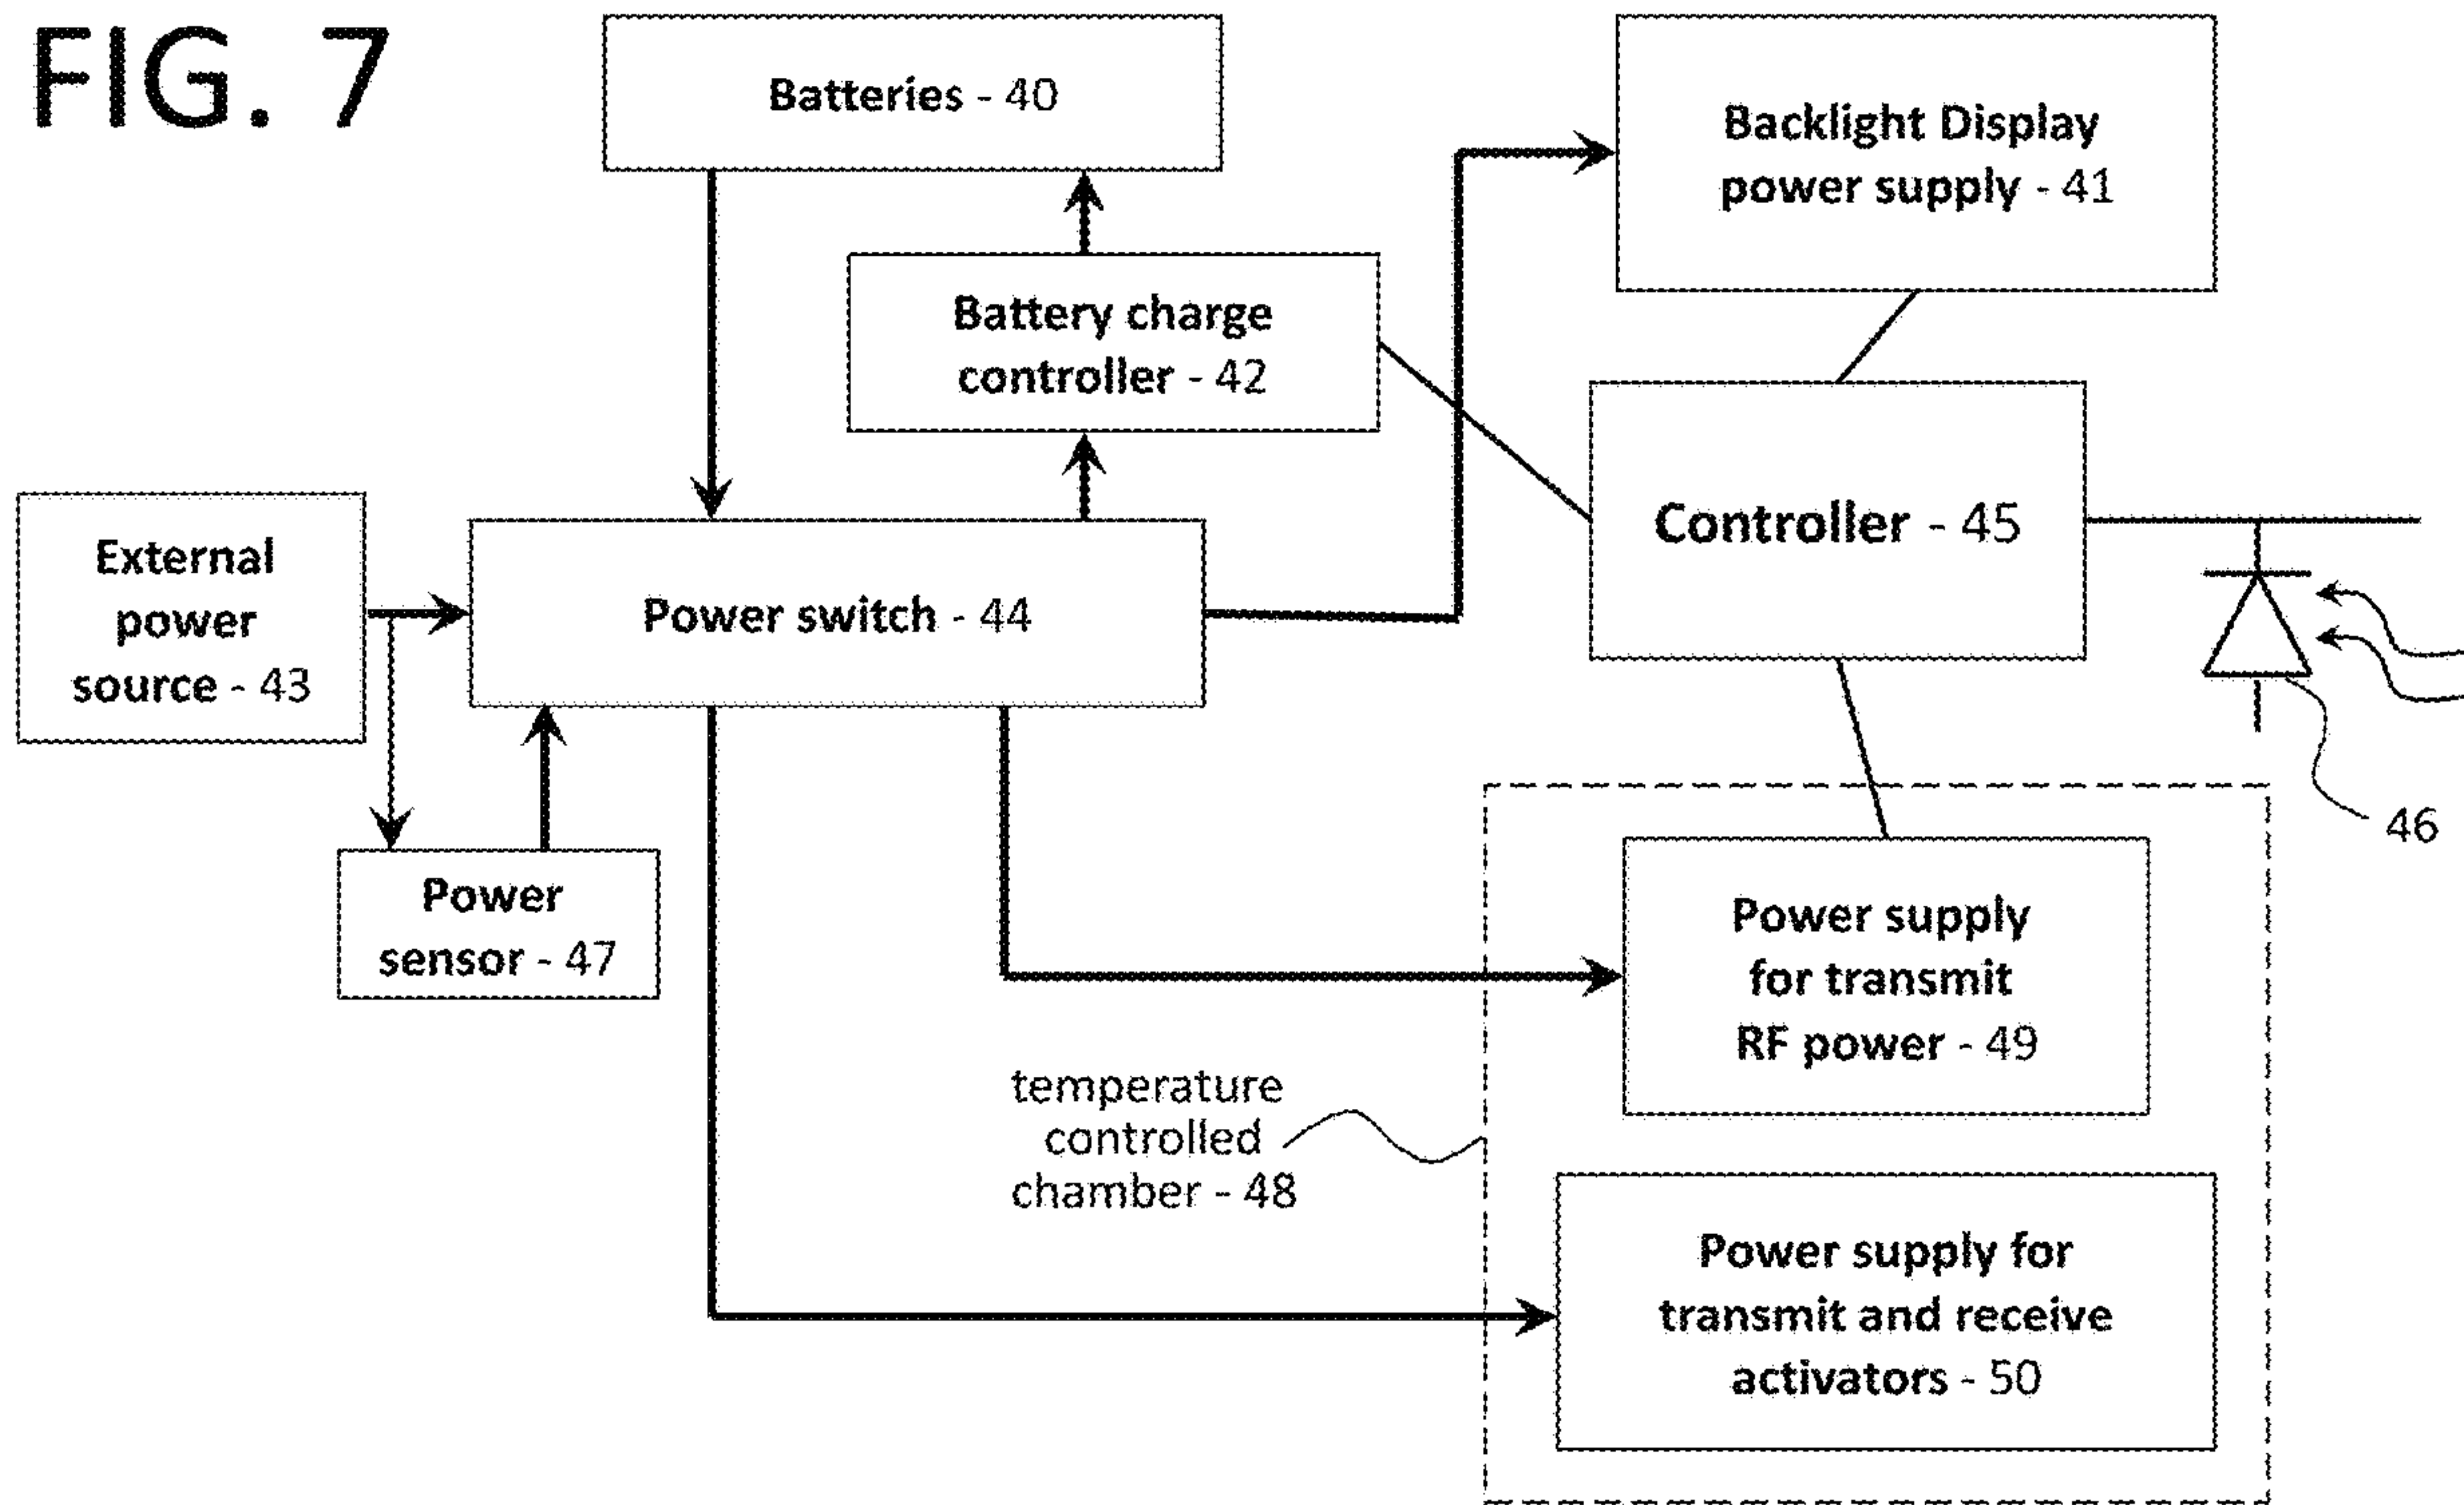 FIG. 7
Batteries - 40
Backlight Display
power supply - 41
Battery charge
controller - 42
External
power
source - 43
Power switch - 44
Controller - 45
46
Power
sensor - 47
temperature
controlled
chamber - 48
Power supply
for transmit
RF power - 49
Power supply for
transmit and receive
activators - 50